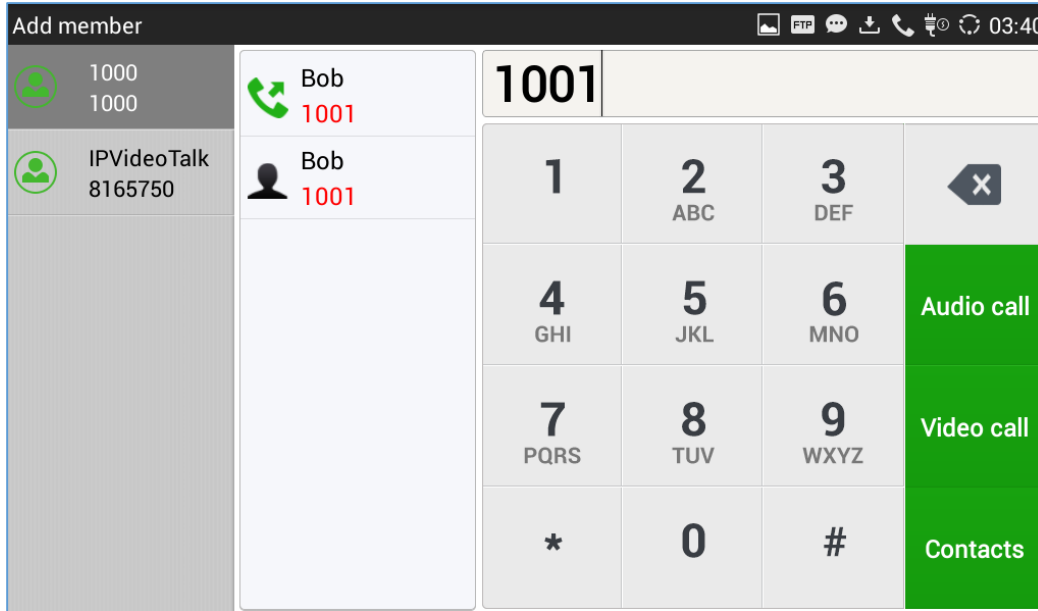 Add member
FTP
03:40
1000
1000
IPVideoTalk
8165750
Bob
1001
Bob
1001
1001
1
2
ABC
3
DEF
4
GHI
5
JKL
6
MNO
Audio call
7
PQRS
8
TUV
9
WXYZ
Video call
*
0
#
Contacts